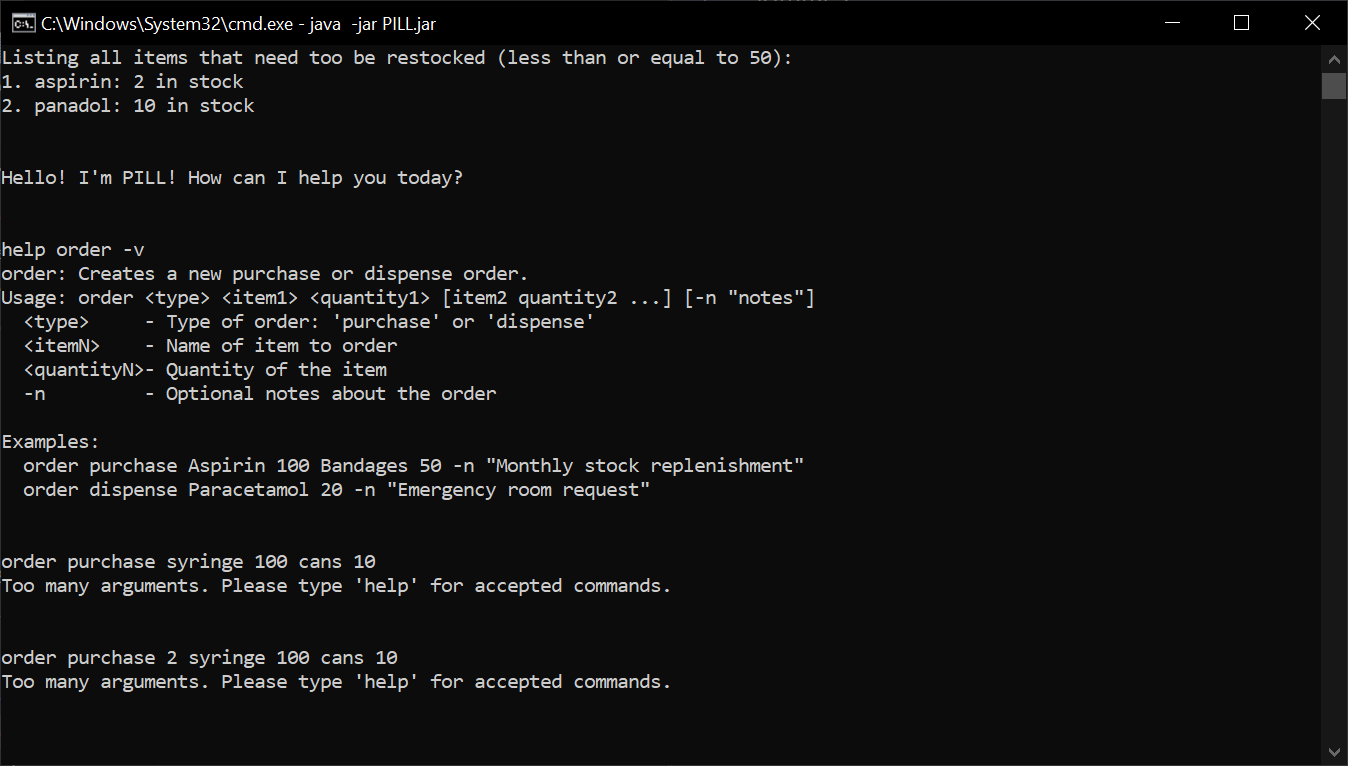 C:\Windows\System32\cmd.exe - java  -jar PILL.jar
Listing all items that need too be restocked (less than or equal to 50):
1. aspirin: 2 in stock
2. panadol: 10 in stock
Hello! I'm PILL! How can I help you today?
help order -v
order: Creates a new purchase or dispense order.
Usage: order <type> <item1> <quantity1> [item2 quantity2 ...] [-n "notes"]
  <type>     - Type of order: 'purchase' or 'dispense'
  <itemN>    - Name of item to order
  <quantityN>- Quantity of the item
  -n         - Optional notes about the order
Examples:
  order purchase Aspirin 100 Bandages 50 -n "Monthly stock replenishment"
  order dispense Paracetamol 20 -n "Emergency room request"
order purchase syringe 100 cans 10
Too many arguments. Please type 'help' for accepted commands.
order purchase 2 syringe 100 cans 10
Too many arguments. Please type 'help' for accepted commands.